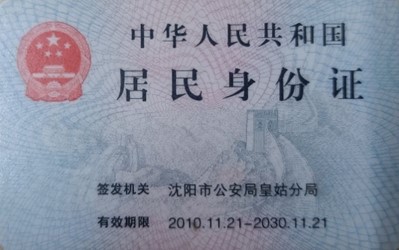 中华人民共和国
居民身份证
签发机关 沈阳市公安局皇姑分局
有效期限 2010.11.21-2030.11.21